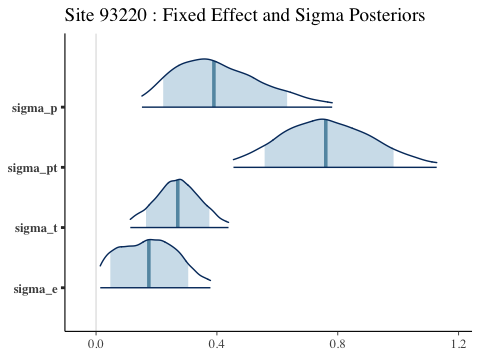 Site 93220 : Fixed Effect and Sigma Posteriors
sigma_p
sigma_pt
sigma_t
sigma_e
0.0 0.4 0.8 1.2